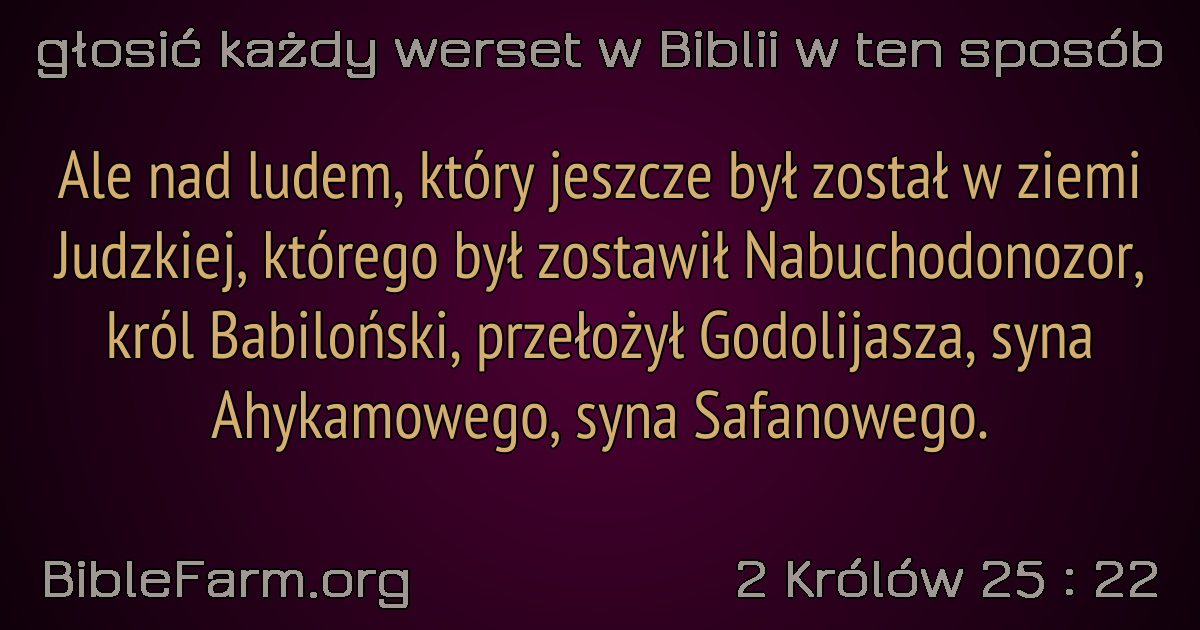 głosić każdy werset w Biblii w ten sposób
Ale nad ludem, który jeszcze był został w ziemi
Judzkiej, którego był zostawił Nabuchodonozor,
król Babiloński, przełożył Godolijasza, syna
Ahykamowego, syna Safanowego.
BibleFarm.org
2 Królów 25 : 22